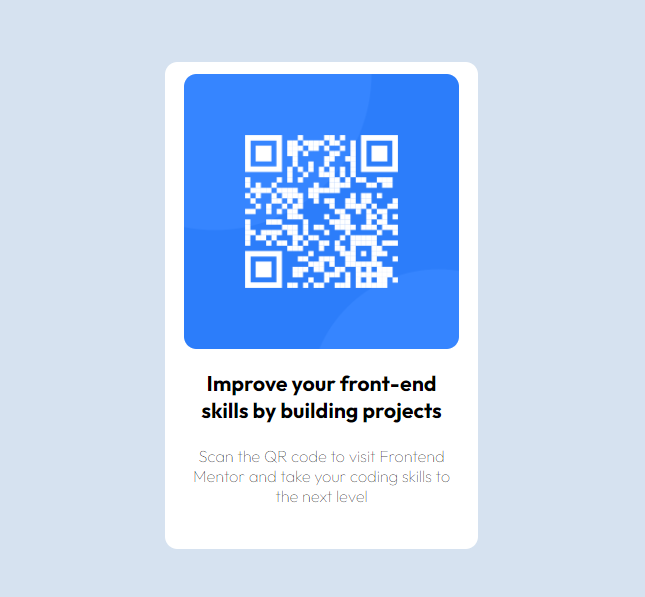 Improve your front-end
skills by building projects
Scan the QR code to visit Frontend
Mentor and take your coding skills to
the next level